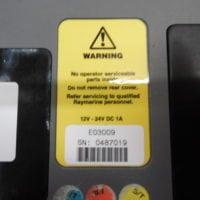 WARNING
No operator serviceable
parts inside.
Do not remove rear cover.
Refer servicing to qualified
Raymarine personnel.
12V - 24V DC 1A
E03009
SN: 0487019